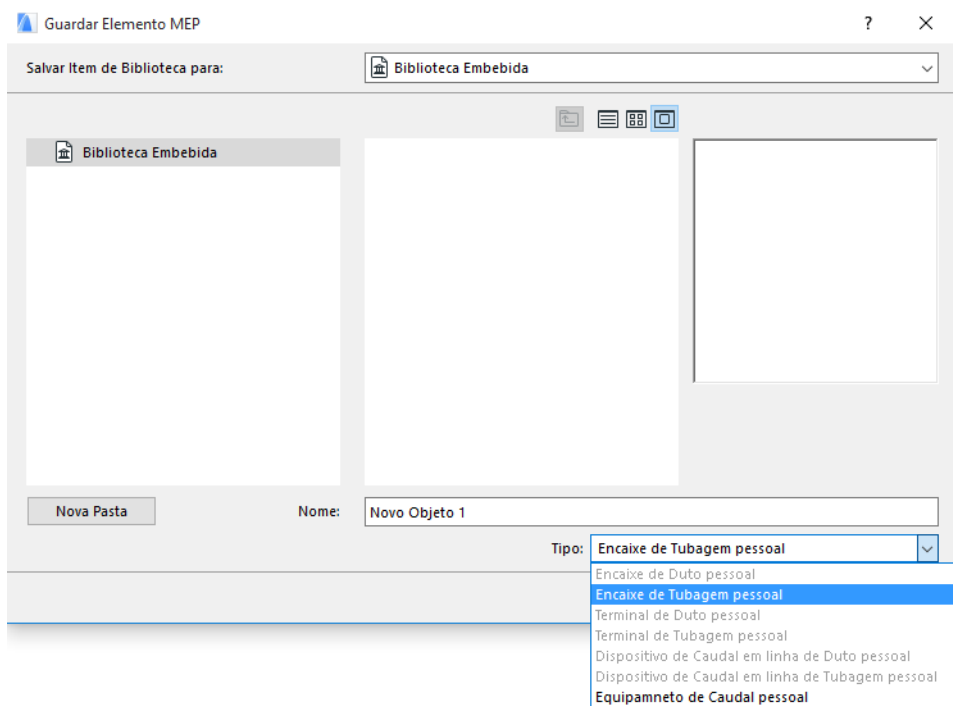 Guardar Elemento MEP
?
Salvar Item de Biblioteca para:
Biblioteca Embebida
Biblioteca Embebida
Nova Pasta
Nome:
Novo Objeto 1
Tipo:
Encaixe de Tubagem pessoal
Encaixe de Duto pessoal
Encaixe de Tubagem pessoal
Terminal de Duto pessoal
Terminal de Tubagem pessoal
Dispositivo de Caudal em linha de Duto pessoal
Dispositivo de Caudal em linha de Tubagem pessoal
Equipamneto de Caudal pessoal